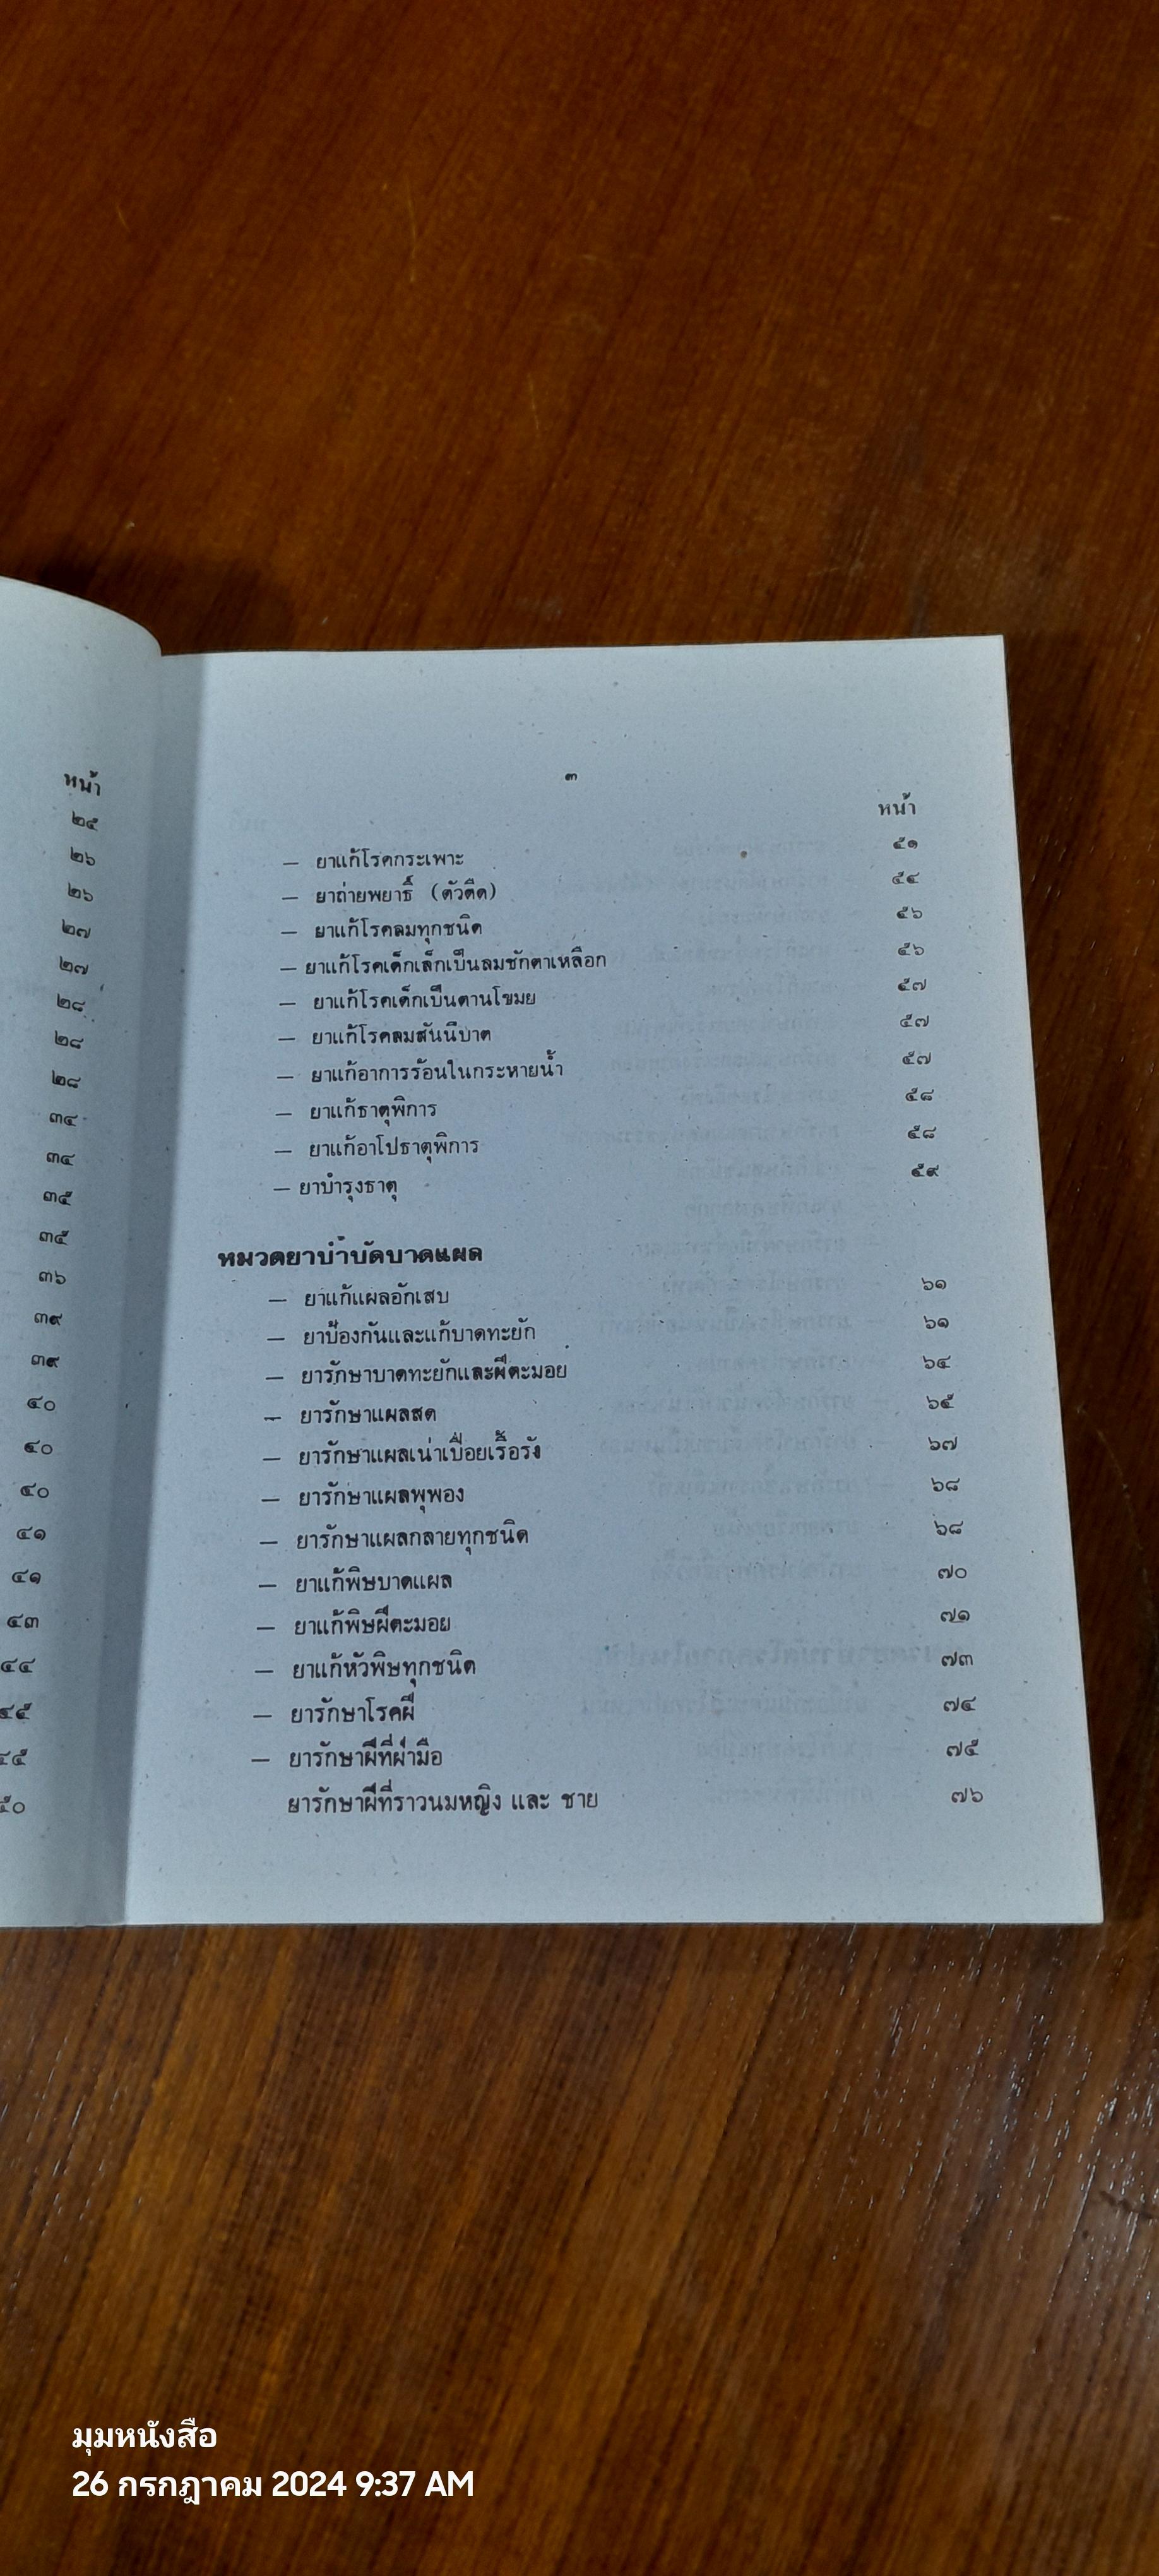 หน้า
๒๕
๒๖
๒๖
๒๗
๒๗
๒๘
๒๘
๒๘
๓๔
๓๔
๓๕
๓๕
๓๖
๓๙
๓๙
๔๐
๔๐
๔๐
๔๑
๔๑
๔๓
๔๔
๔๕
๔๕
๕๐
๓
หน้า
— ยาแก้โรคกระเพาะ ๕๑
— ยาถ่ายพยาธิ์ (ตัวตืด) ๕๔
— ยาแก้โรคลมทุกชนิด ๕๖
— ยาแก้โรคเด็กเล็กเป็นลมชักตาเหลือก ๕๖
— ยาแก้โรคเด็กเป็นตานโขมย ๕๗
— ยาแก้โรคลมสันนิบาต ๕๗
— ยาแก้อาการร้อนในกระหายน้ำ ๕๗
— ยาแก้ธาตุพิการ ๕๘
— ยาแก้อาโปธาตุพิการ ๕๘
— ยาบำรุงธาตุ ๕๙
หมวดยาบำบัดบาดแผล
— ยาแก้แผลอักเสบ ๖๑
— ยาป้องกันและแก้บาดทะยัก ๖๑
— ยารักษาบาดทะยักและฝีตะมอย ๖๔
— ยารักษาแผลสด ๖๕
— ยารักษาแผลเน่าเปื่อยเรื้อรัง ๖๗
— ยารักษาแผลพุพอง ๖๘
— ยารักษาแผลกลายทุกชนิด ๖๘
— ยาแก้พิษบาดแผล ๗๐
— ยาแก้พิษฝีตะมอย ๗๑
— ยาแก้หัวพิษทุกชนิด ๗๓
— ยารักษาโรคฝี ๗๔
— ยารักษาฝีที่ฝ่ามือ ๗๕
ยารักษาฝีที่ราวนมหญิง และ ชาย ๗๖
มุมหนังสือ
26 กรกฎาคม 2024 9:37 AM